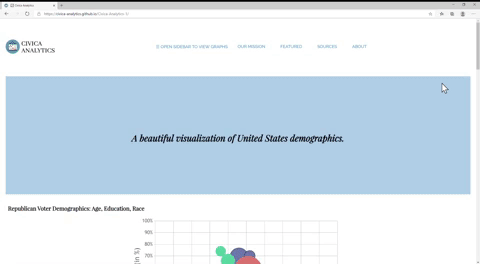 Civica Analytics
https://civica-analytics.github.io/Civica-Analytics-1/
CIVICA
ANALYTICS
OPEN SIDEBAR TO VIEW GRAPHS
OUR MISSION
FEATURED
SOURCES
ABOUT
A beautiful visualization of United States demographics.
Republican Voter Demographics: Age, Education, Race
100%
90%
80%
70%
(in %)